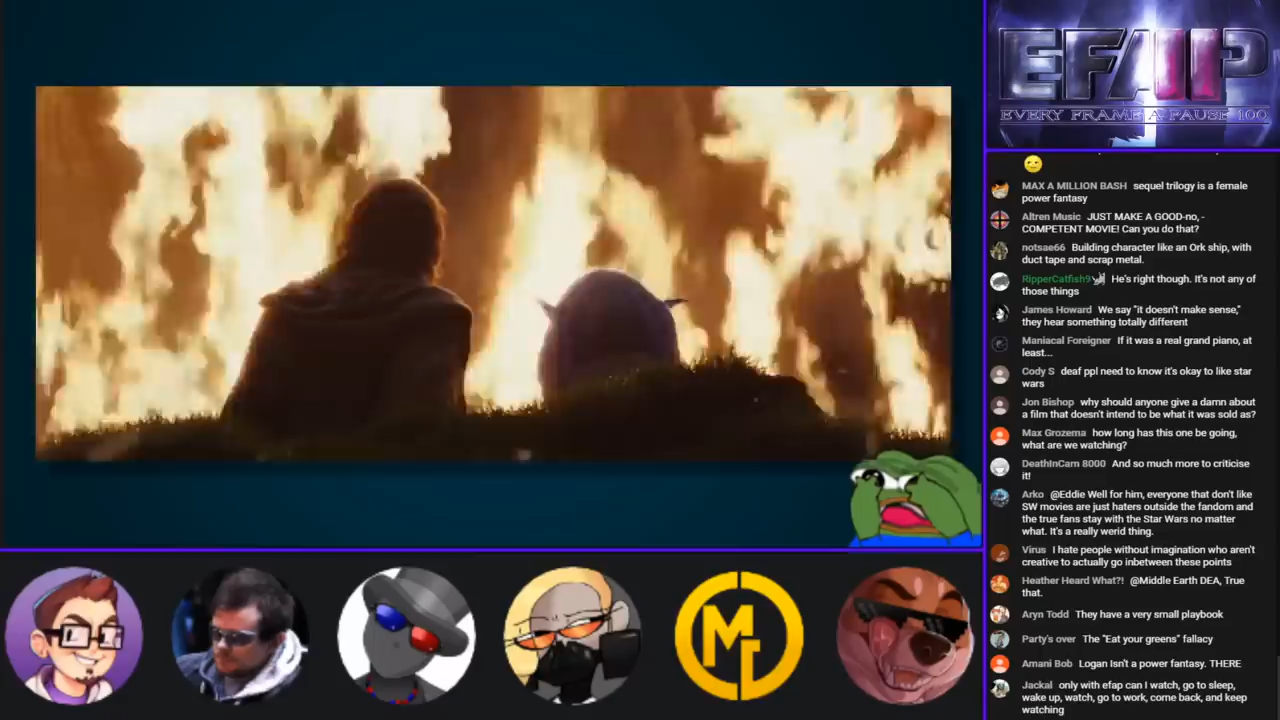 EFAP
EVERY FRAME A PAUSE 100
MAX A MILLION BASH sequel trilogy is a female
power fantasy
Altren Music JUST MAKE A GOOD-no, -
COMPETENT MOVIE! Can you do that?
notsae66 Building character like an Ork ship, with
duct tape and scrap metal.
RipperCatfish9 He's right though. It's not any of
those things
James Howard We say "it doesn't make sense,"
they hear something totally different
Maniacal Foreigner If it was a real grand piano, at
least...
Cody S deaf ppl need to know it's okay to like star
wars
Jon Bishop why should anyone give a damn about
a film that doesn't intend to be what it was sold as?
Max Grozema how long has this one be going,
what are we watching?
DeathInCam 8000 And so much more to criticise
it!
Arko @Eddie Well for him, everyone that don't like
SW movies are just haters outside the fandom and
the true fans stay with the Star Wars no matter
what. It's a really werid thing.
Virus I hate people without imagination who aren't
creative to actually go inbetween these points
Heather Heard What?! @Middle Earth DEA, True
that.
Aryn Todd They have a very small playbook
Party's over The "Eat your greens" fallacy
Amani Bob Logan Isn't a power fantasy. THERE
Jackal only with efap can I watch, go to sleep,
wake up, watch, go to work, come back, and keep
watching